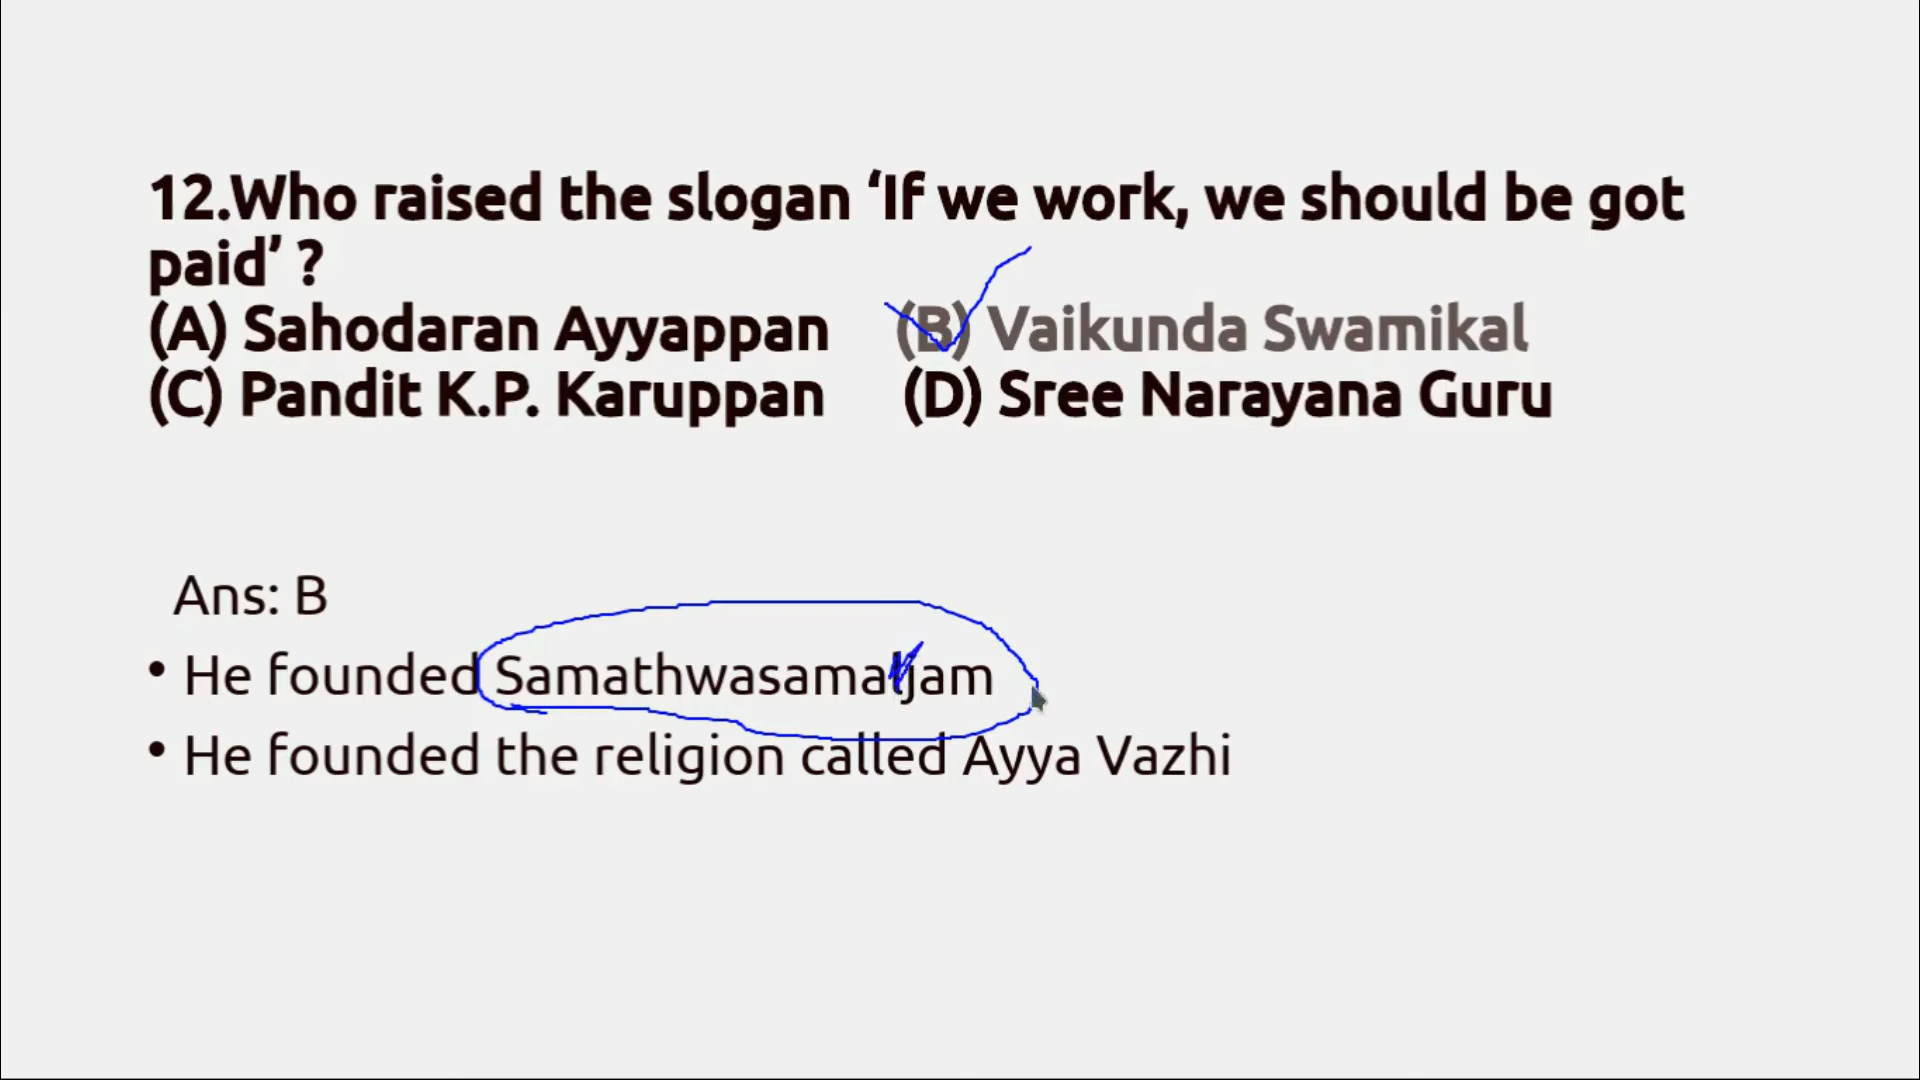 12.Who raised the slogan ‘If we work, we should be got
paid’ ?
(A) Sahodaran Ayyappan (B) Vaikunda Swamikal
(C) Pandit K.P. Karuppan (D) Sree Narayana Guru
Ans: B
• He founded Samathwasamaljam
• He founded the religion called Ayya Vazhi